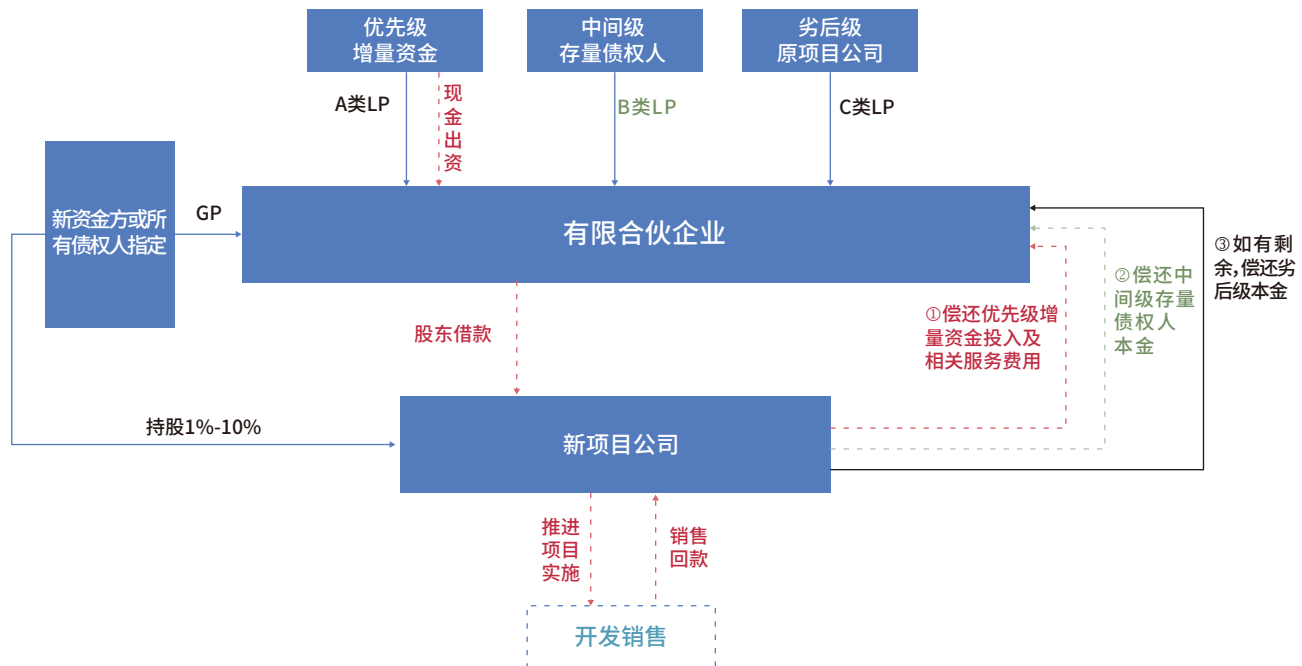 优先级
增量资金
中间级
存量债权人
劣后级
原项目公司
A类LP
现
金
出
资
B类LP
C类LP
新资金方或所
有债权人指定
GP
有限合伙企业
③如有剩
余,偿还劣
后级本金
②偿还中
间级存量
债权人
本金
①偿还优先级增
量资金投入及
相关服务费用
股东借款
持股1%-10%
新项目公司
推进
项目
实施
销售
回款
开发销售